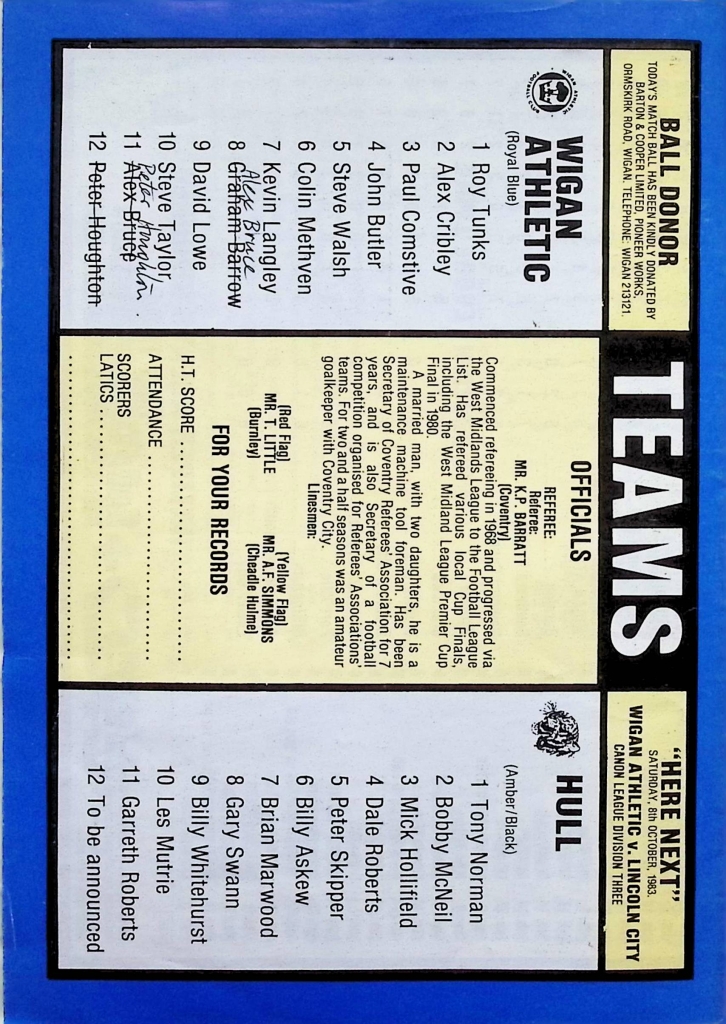 BALL DONOR
TODAY'S MATCH BALL HAS BEEN KINDLY DONATED BY
BARTON & COOPER LIMITED, PIONEER WORKS,
ORMSKIRK ROAD, WIGAN. TELEPHONE: WIGAN 213121.
TEAMS
"HERE NEXT"
SATURDAY, 8th OCTOBER, 1983.
WIGAN ATHLETIC v. LINCOLN CITY
CANON LEAGUE DIVISION THREE
WIGAN
ATHLETIC
(Royal Blue)
1 Roy Tunks
2 Alex Cribley
3 Paul Comstive
4 John Butler
5 Steve Walsh
6 Colin Methven
7 Kevin Langley
Alex Bruce
8 Graham Barrow
9 David Lowe
10 Steve Taylor
Peter Houghton.
11 Alex Bruce
12 Peter Houghton
OFFICIALS
REFEREE:
Referee:
MR. K.P. BARRATT
(Coventry)
Commenced refereeing in 1968 and progressed via
the West Midlands League to the Football League
List. Has refereed various local Cup Finals,
including the West Midland League Premier Cup
Final in 1980.
A married man, with two daughters, he is a
maintenance machine tool foreman. Has been
Secretary of Coventry Referees' Association for 7
years, and is also Secretary of a football
competition organised for Referees' Associations'
teams. For two and a half seasons was an amateur
goalkeeper with Coventry City.
Linesmen:
(Red Flag) (Yellow Flag)
MR. T. LITTLE MR. A.F. SIMMONS
(Burnley) (Cheadle Hulme)
FOR YOUR RECORDS
H.T. SCORE ..............................
ATTENDANCE ..............................
SCORERS
LATICS ..............................
........................................
HULL
(Amber/Black)
1 Tony Norman
2 Bobby McNeil
3 Mick Hollifield
4 Dale Roberts
5 Peter Skipper
6 Billy Askew
7 Brian Marwood
8 Gary Swann
9 Billy Whitehurst
10 Les Mutrie
11 Garreth Roberts
12 To be announced